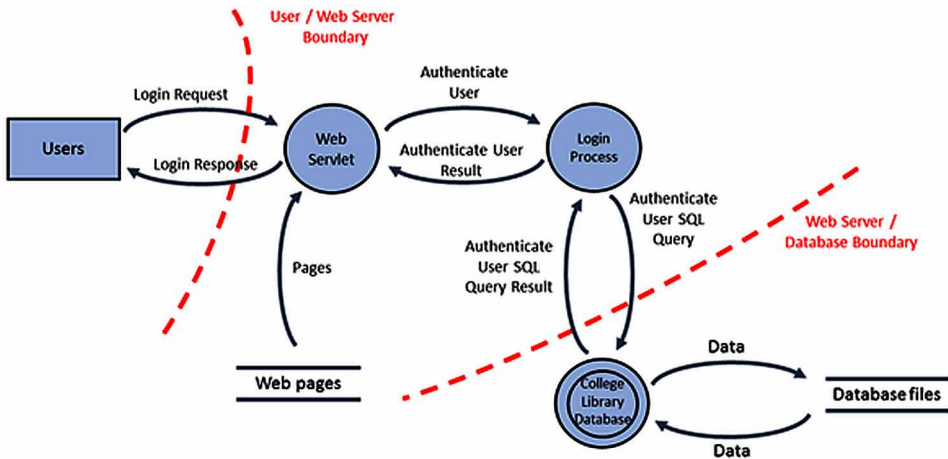 User / Web Server
Boundary
Login Request
Authenticate
User
Users
Web
Servlet
Login
Process
Login Response
Authenticate User
Result
Authenticate
User SQL
Query
Web Server /
Database Boundary
Authenticate
User SQL
Query Result
Pages
Web pages
College
Library
Database
Data
Database files
Data